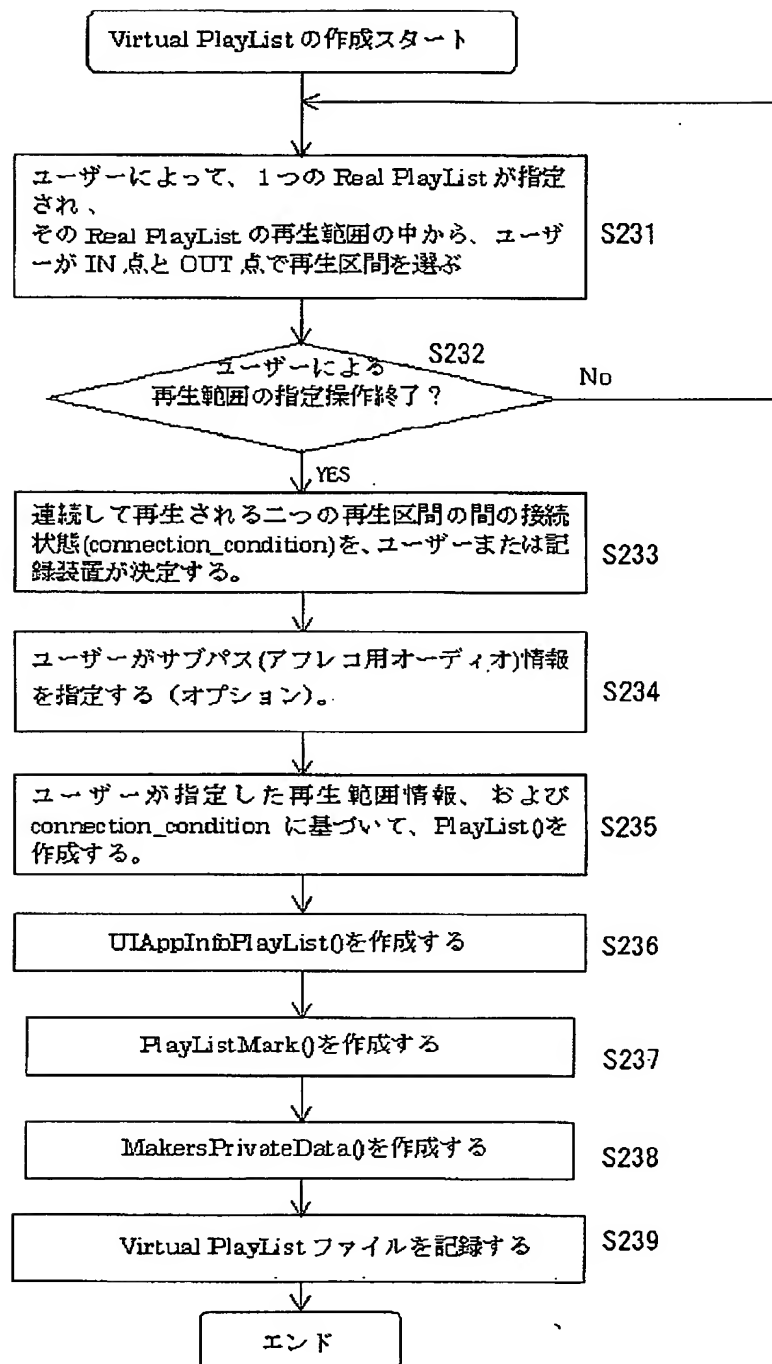 Virtual PlayList の作成スタート
ユーザーによって、1つの Real PlayList が指定
され、
その Real PlayList の再生範囲の中から、ユーザ
ーが IN 点と OUT 点で再生区間を選ぶ
S231
S232
ユーザーによる
再生範囲の指定操作終了?
No
YES
連続して再生される二つの再生区間の間の接続
状態(connection_condition)を、ユーザーまたは記
録装置が決定する。
S233
ユーザーがサブパス(アフレコ用オーディオ)情報
を指定する(オプション)。
S234
ユーザーが指定した再生範囲情報、および
connection_condition に基づいて、PlayList()を
作成する。
S235
UIAppInfoPlayList()を作成する
S236
PlayListMark()を作成する
S237
MakersPrivateData()を作成する
S238
Virtual PlayList ファイルを記録する
S239
エンド